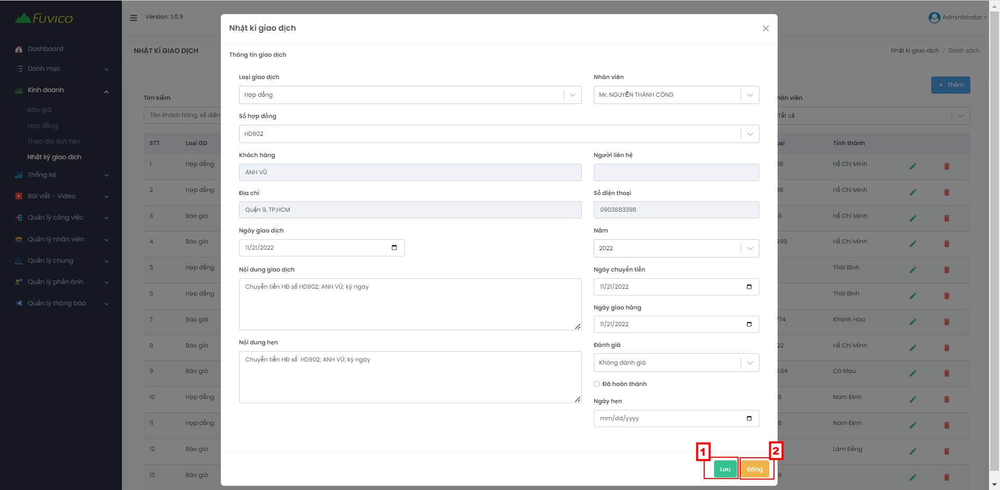 FUVICO
Version: 1.0.9
Administrator
Dashboard
Danh mục
Kinh doanh
Báo giá
Hợp đồng
Theo dõi lịch hẹn
Nhật ký giao dịch
Thống kê
Bài viết - Video
Quản lý công việc
Quản lý nhân viên
Quản lý chung
Quản lý phản ánh
Quản lý thông báo
NHẬT KÍ GIAO DỊCH
Nhật kí giao dịch / Danh sách
+ Thêm
Tìm kiếm
Tên khách hàng, số điện
Tất cả
STT Loại GD Tỉnh thành
1 Hợp đồng 98 Hồ Chí Minh
2 Hợp đồng 98 Hồ Chí Minh
3 Báo giá 8 Hồ Chí Minh
4 Báo giá 999 Hồ Chí Minh
5 Hợp đồng Thái Bình
6 Hợp đồng Thái Bình
7 Báo giá 774 Khánh Hòa
8 Báo giá 22 Hồ Chí Minh
9 Báo giá .64 Cà Mau
10 Hợp đồng 8 Nam Định
11 Hợp đồng 6 Nam Định
12 Báo giá Lâm Đồng
13 Báo giá 9
Nhật kí giao dịch
Thông tin giao dịch
Loại giao dịch
Hợp đồng
Nhân viên
Mr. NGUYỄN THÀNH CÔNG
Số hợp đồng
HD902
Khách hàng
ANH VŨ
Người liên hệ
Địa chỉ
Quận 9, TP.HCM
Số điện thoại
0903883398
Ngày giao dịch
11/21/2022
Năm
2022
Nội dung giao dịch
Chuyển tiền HĐ số HD902; ANH VŨ; ký ngày
Ngày chuyển tiền
11/21/2022
Ngày giao hàng
11/21/2022
Nội dung hẹn
Chuyển tiền HĐ số HD902; ANH VŨ; ký ngày
Đánh giá
Không đánh giá
Đã hoàn thành
Ngày hẹn
mm/dd/yyyy
1
2
Lưu
Đóng